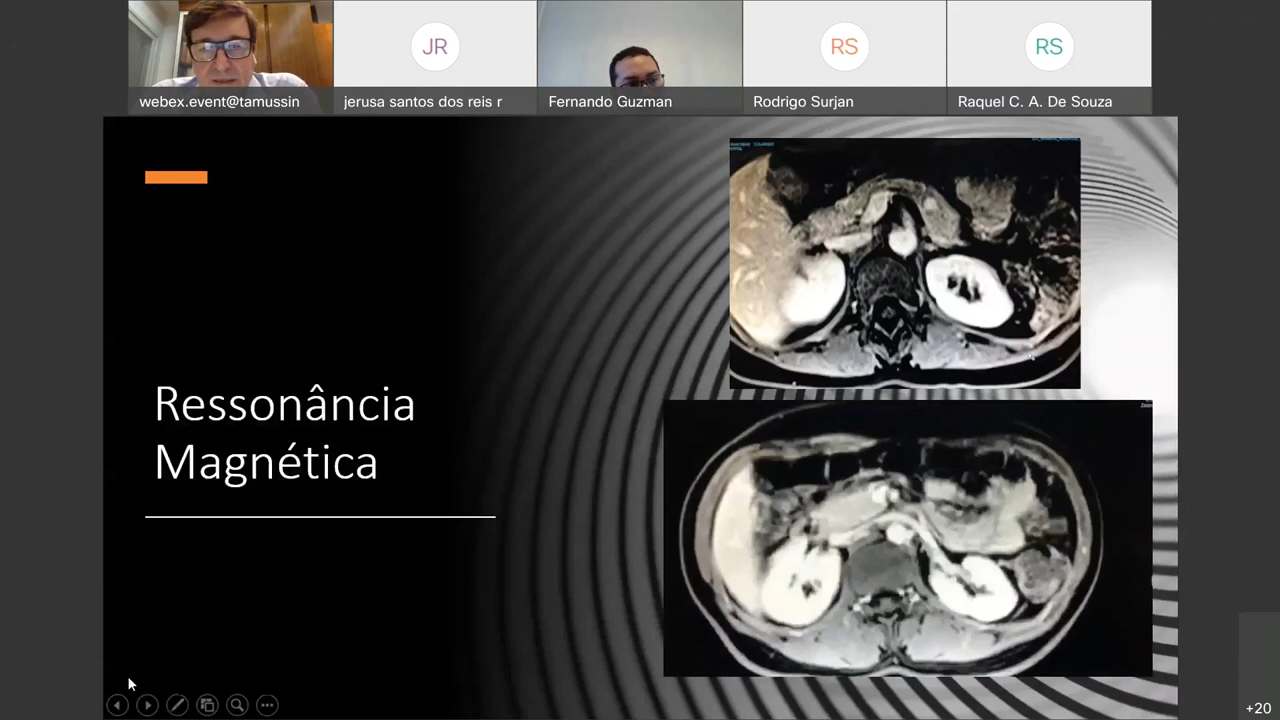 JR
RS
RS
webex.event@tamussin
jerusa santos dos reis r
Fernando Guzman
Rodrigo Surjan
Raquel C. A. De Souza
Ressonância
Magnética
+20